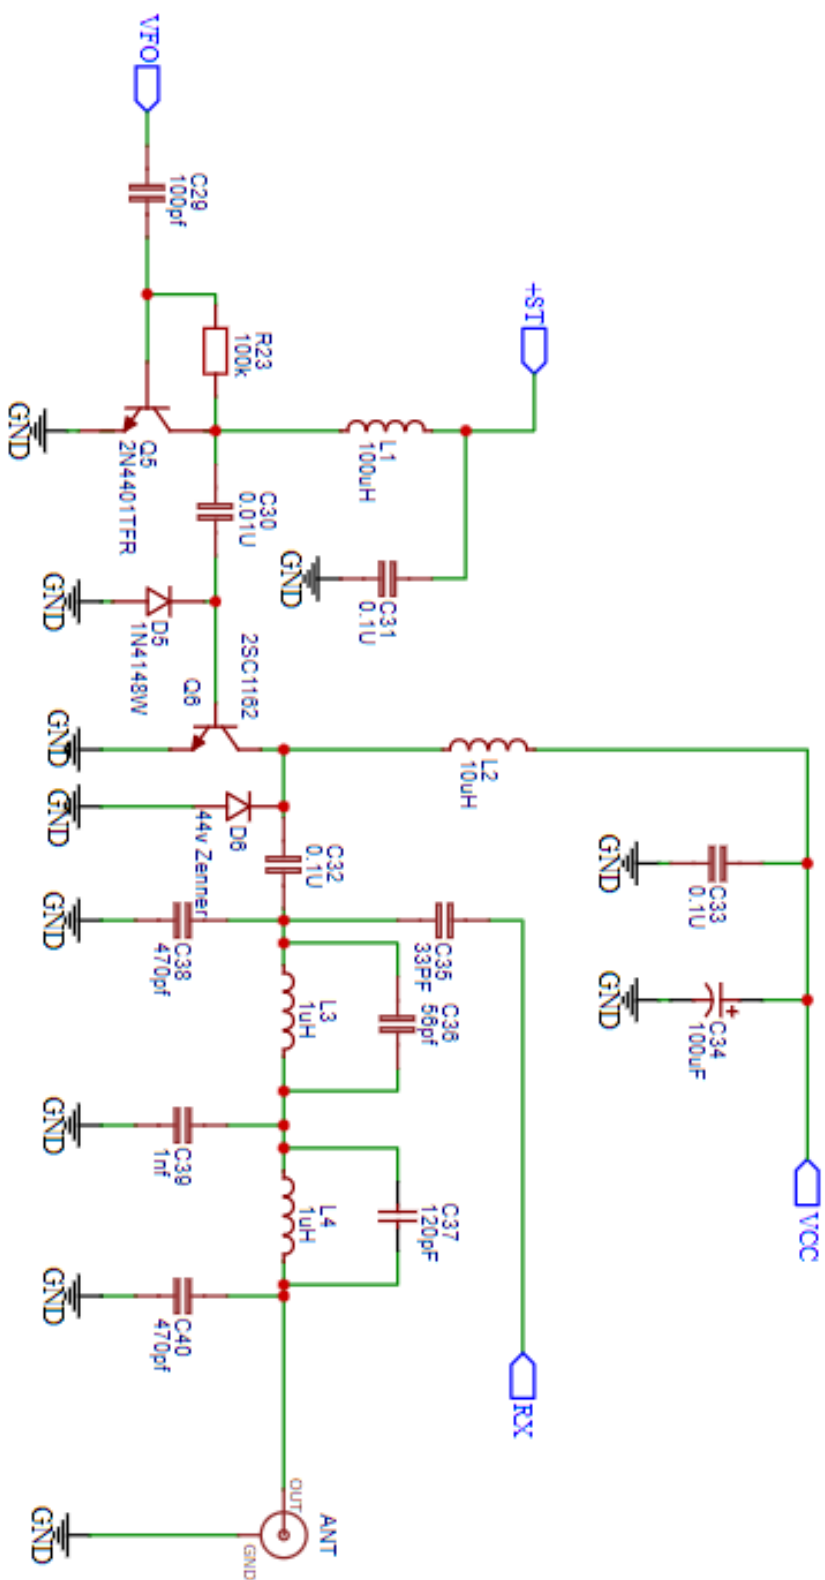 VFO
C29
100pf
R23
100k
+ST
L1
100uH
Q5
2N4401TFR
GND
C30
0.01U
C31
0.1U
GND
D5
1N4148W
GND
2SC1162
Q6
GND
L2
10uH
D6
44v Zenner
GND
C32
0.1U
C33
0.1U
GND
C34
100uF
+
GND
VCC
C35
33PF
C38
470pf
GND
C36
56pf
L3
1uH
C39
1nf
GND
C37
120pF
L4
1uH
C40
470pf
GND
RX
ANT
OUT
GND
GND